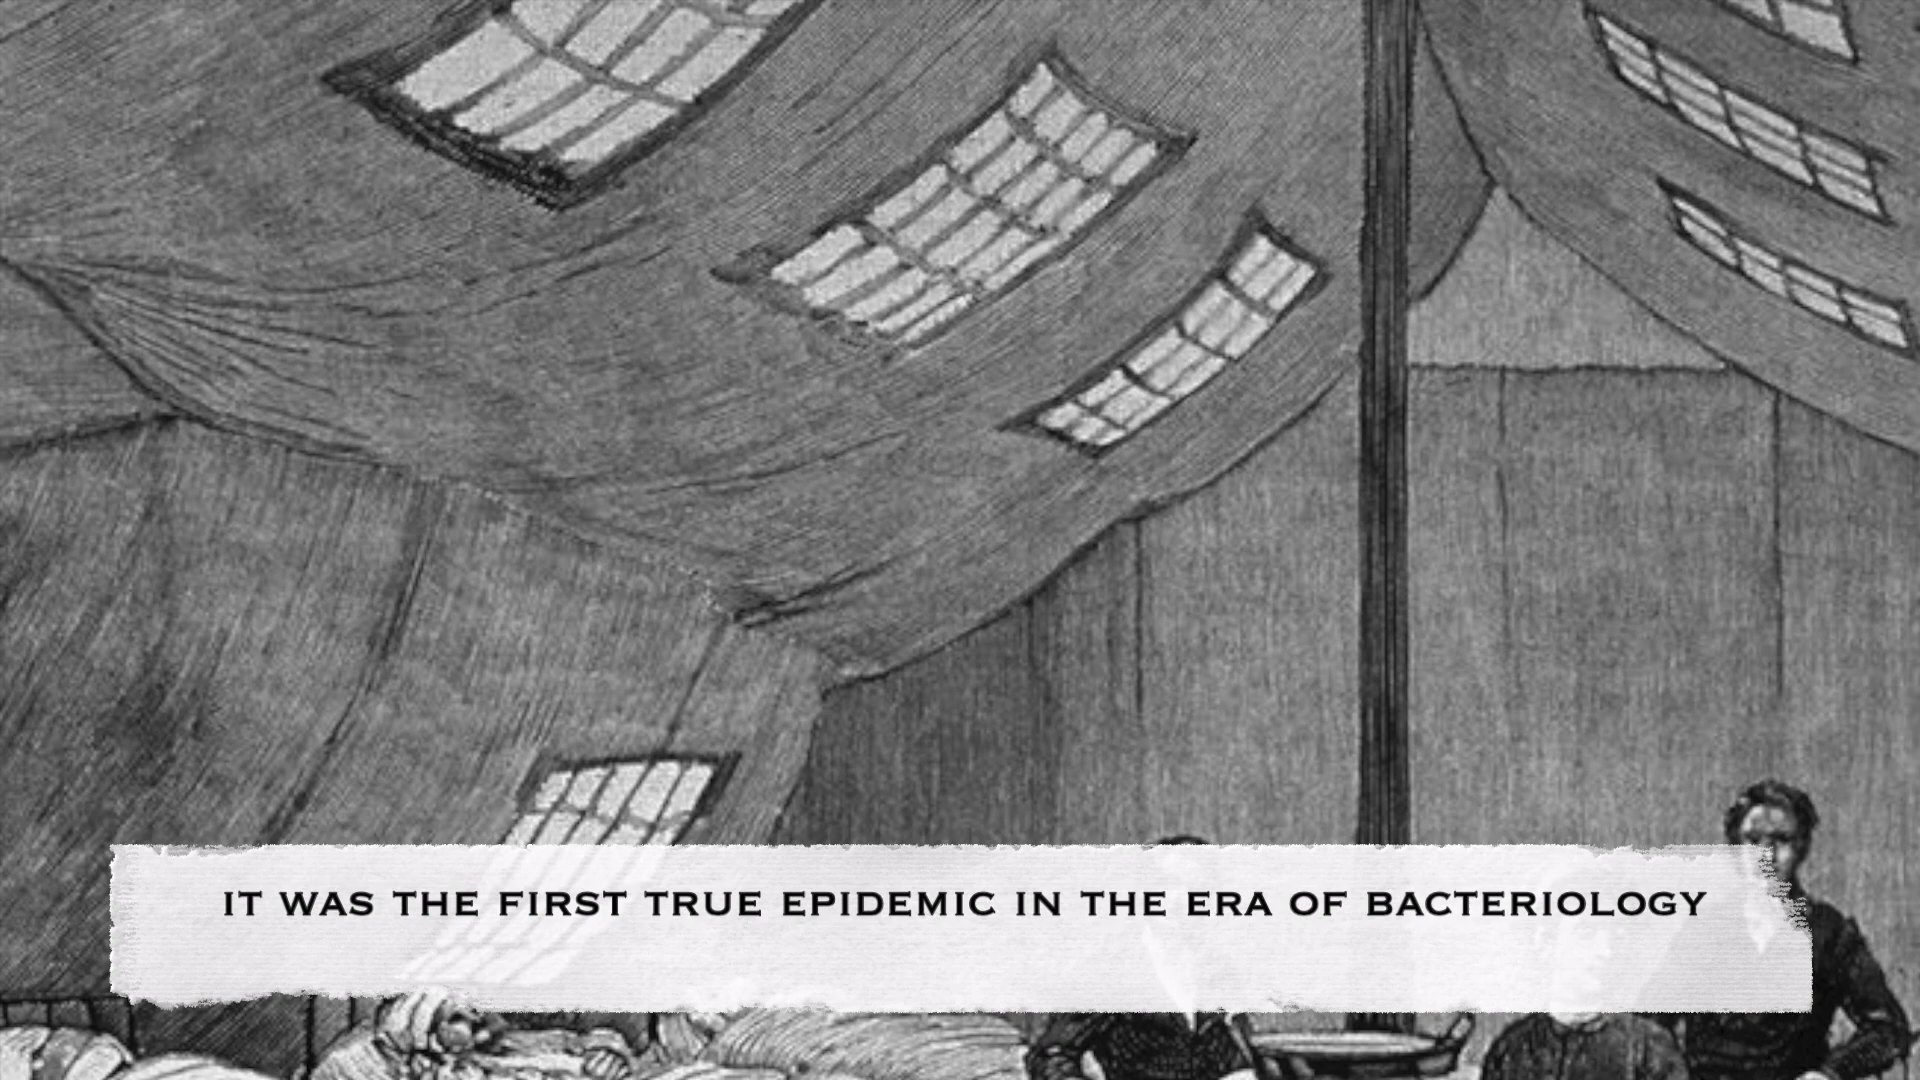 IT WAS THE FIRST TRUE EPIDEMIC IN THE ERA OF BACTERIOLOGY